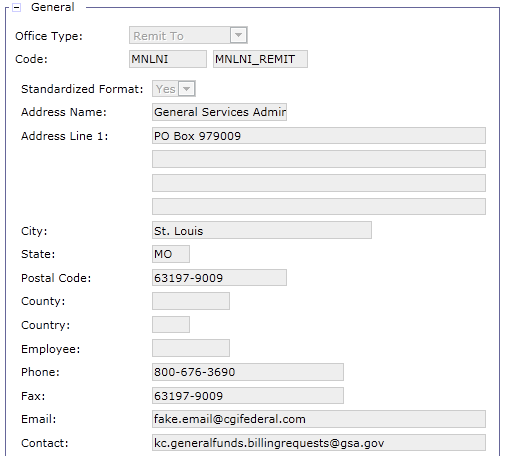 General
Office Type: Remit To
Code: MNLNI MNLNI_REMIT
Standardized Format: Yes
Address Name: General Services Admir
Address Line 1: PO Box 979009
City: St. Louis
State: MO
Postal Code: 63197-9009
County:
Country:
Employee:
Phone: 800-676-3690
Fax: 63197-9009
Email: fake.email@cgifederal.com
Contact: kc.generalfunds.billingrequests@gsa.gov